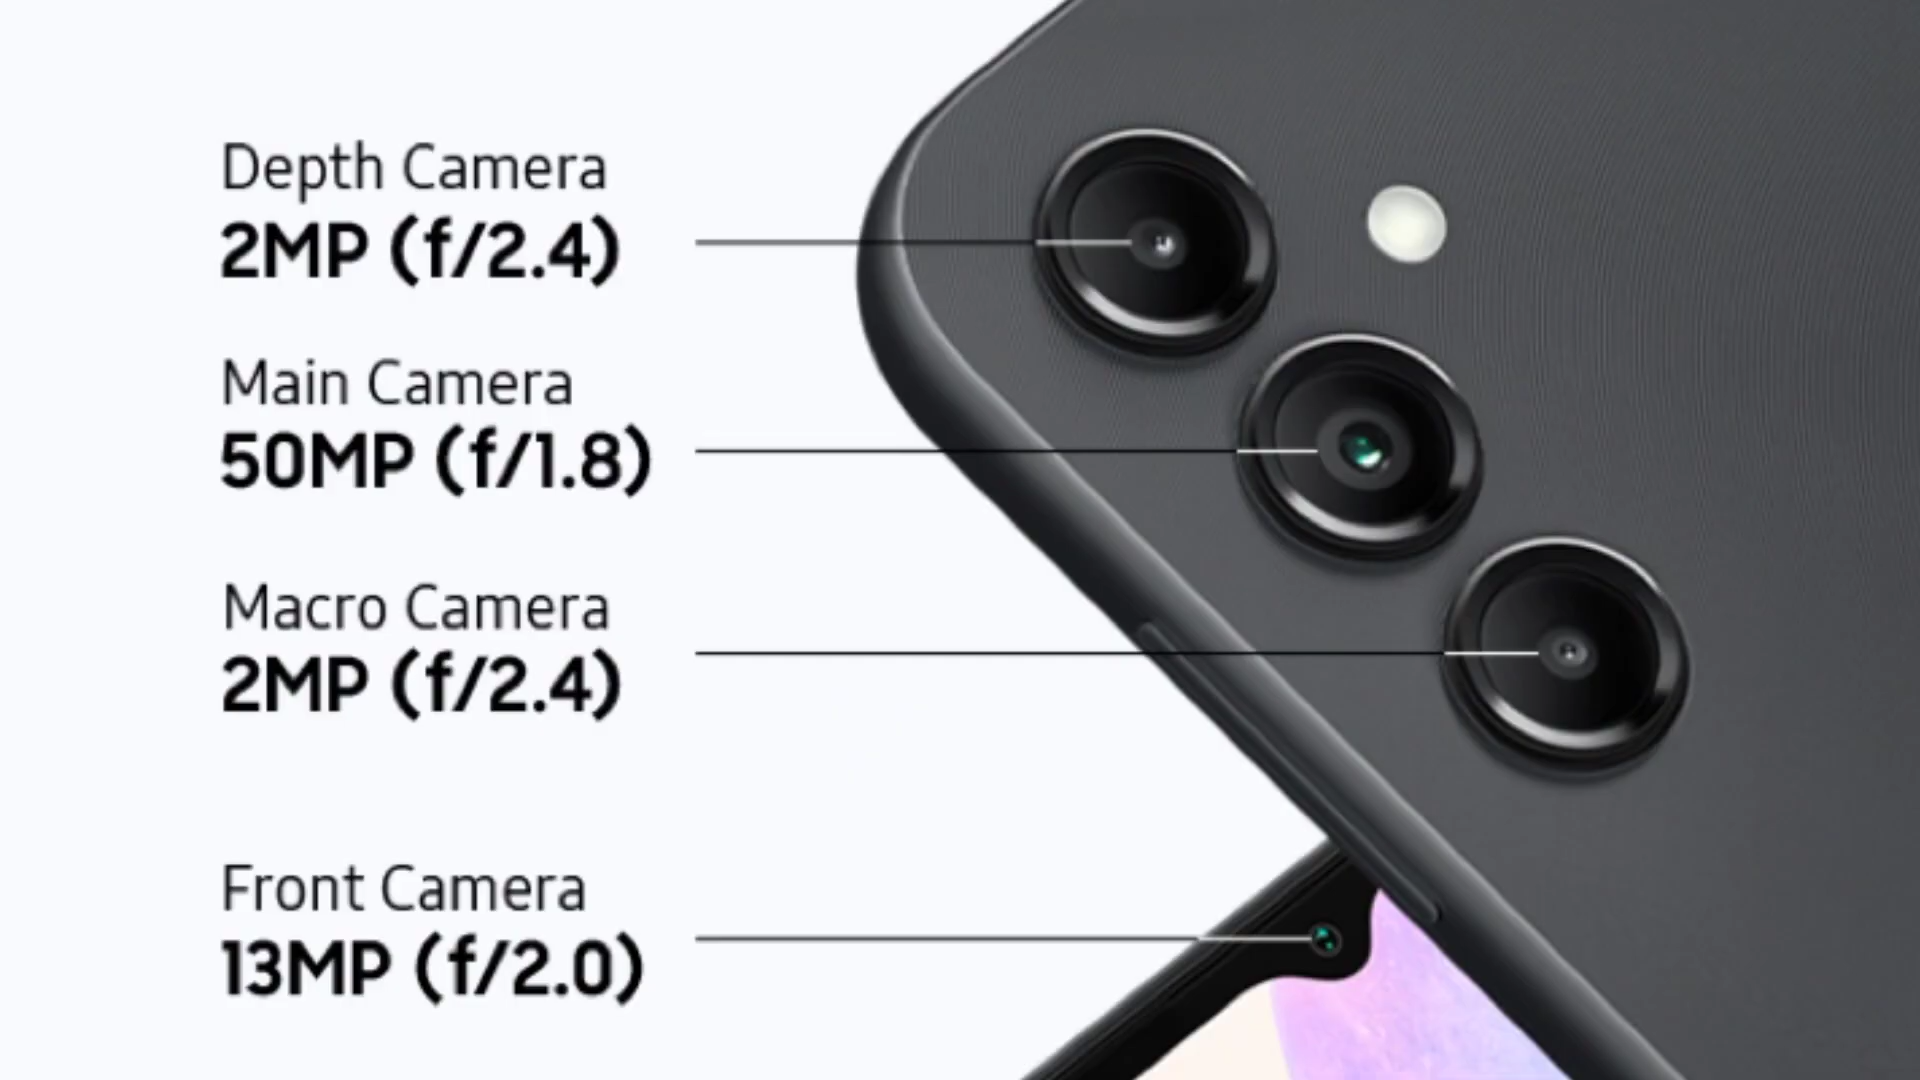 Depth Camera
2MP (f/2.4)
Main Camera
50MP (f/1.8)
Macro Camera
2MP (f/2.4)
Front Camera
13MP (f/2.0)